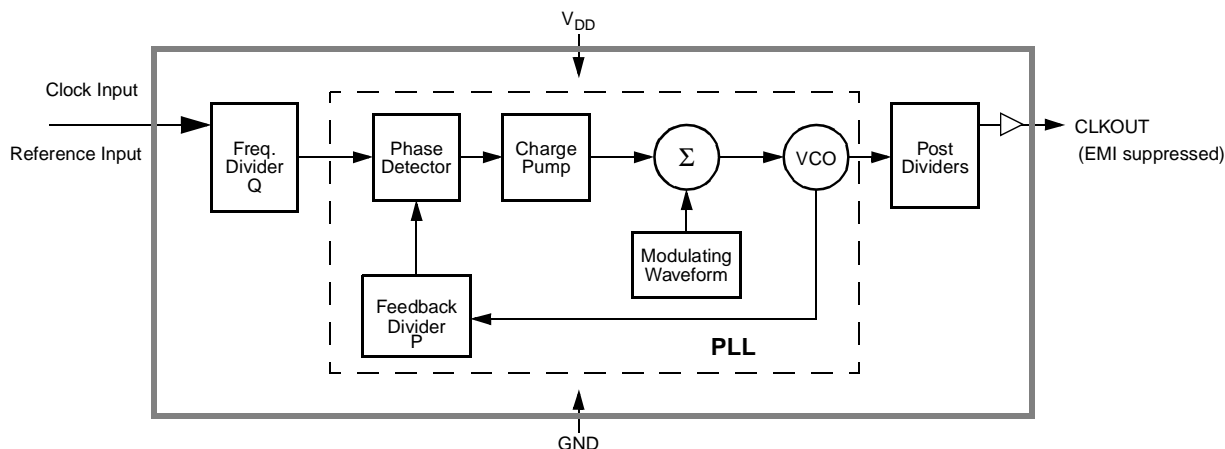 V_DD
Clock Input
Reference Input
Freq.
Divider
Q
Phase
Detector
Charge
Pump
Σ
VCO
Post
Dividers
CLKOUT
(EMI suppressed)
Modulating
Waveform
Feedback
Divider
P
PLL
GND